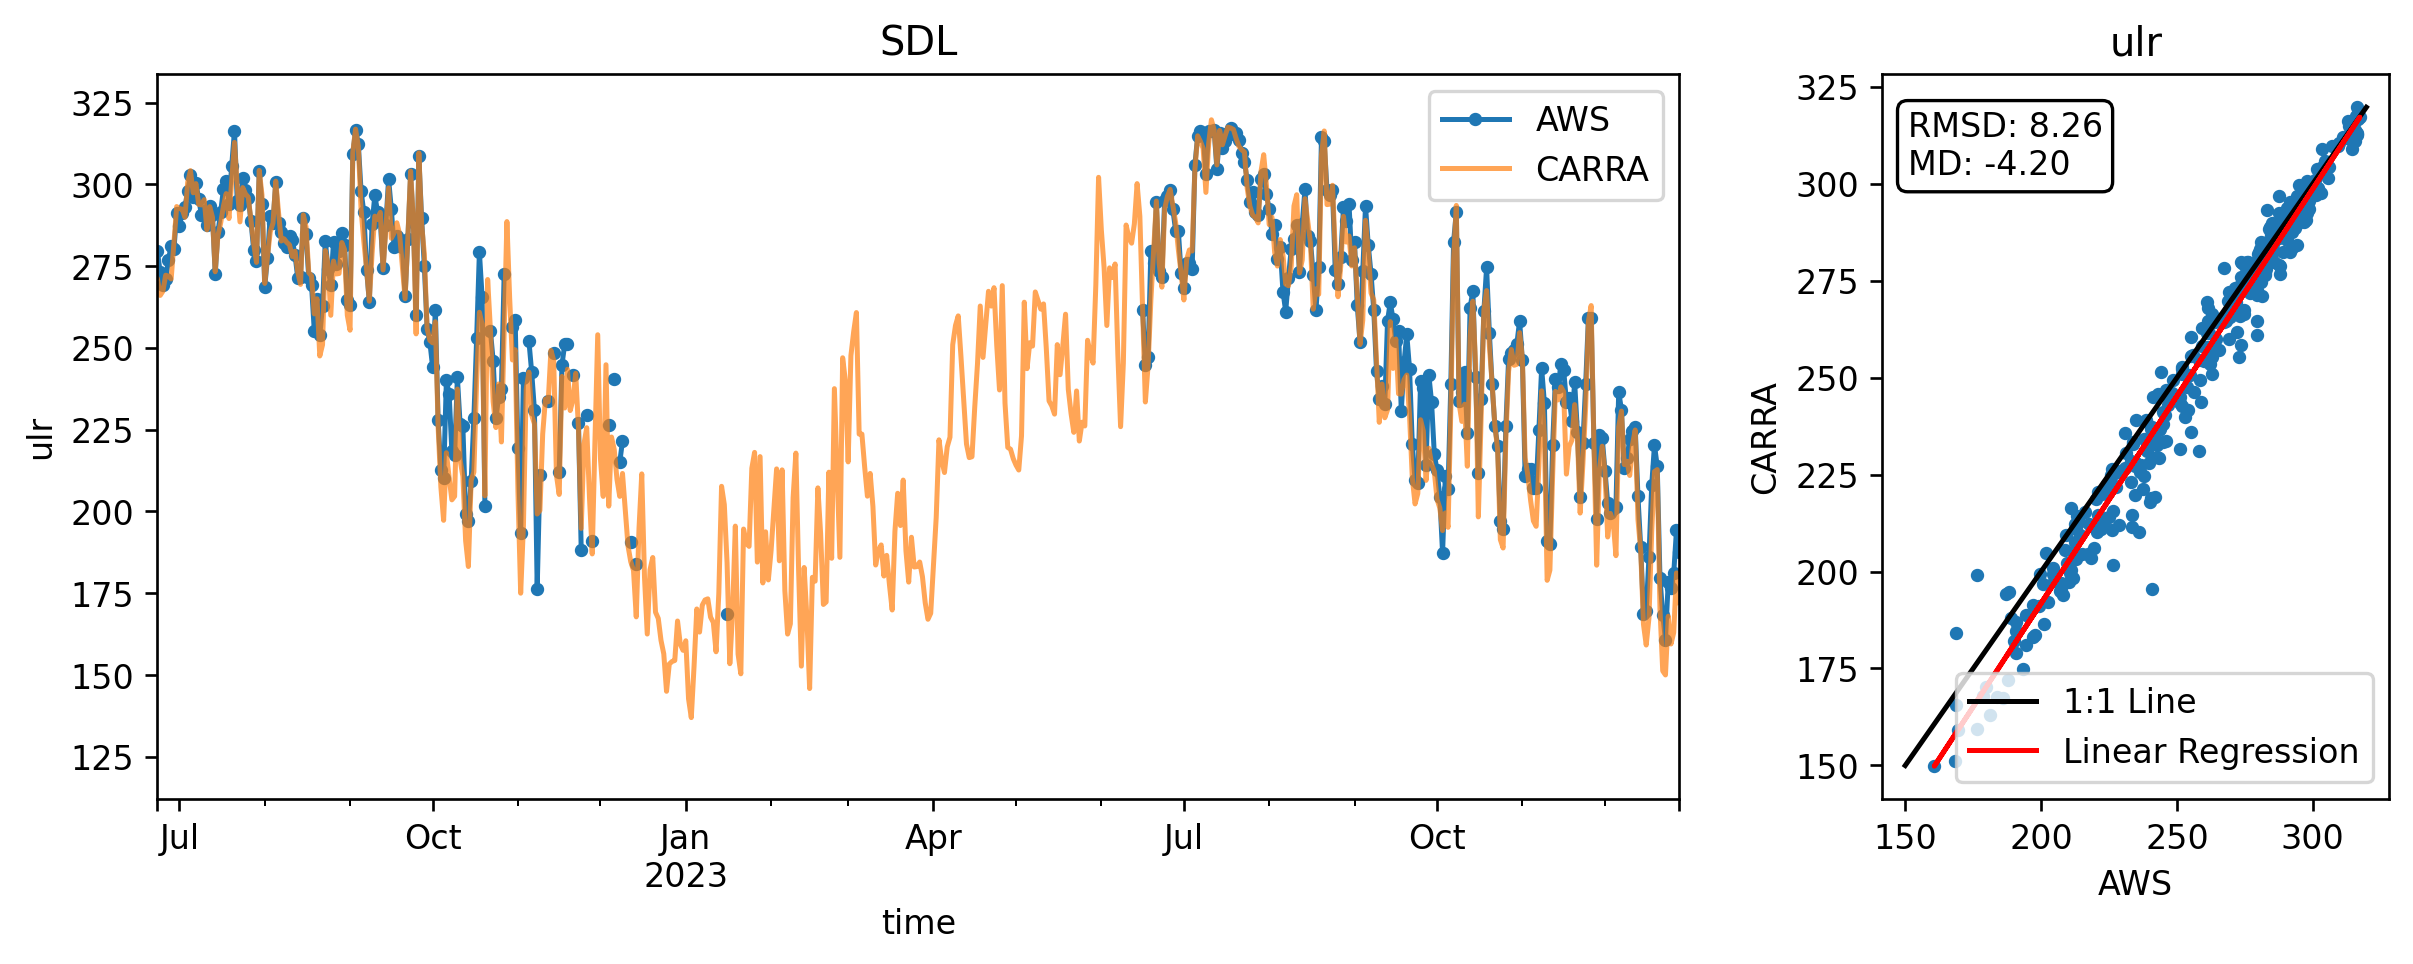 SDL
ulr
325
300
275
250
225
200
175
150
125
AWS
CARRA
Jul
Oct
Jan
2023
Apr
Jul
Oct
time
ulr
CARRA
325
300
275
250
225
200
175
150
RMSD: 8.26
MD: -4.20
1:1 Line
Linear Regression
150
200
250
300
AWS